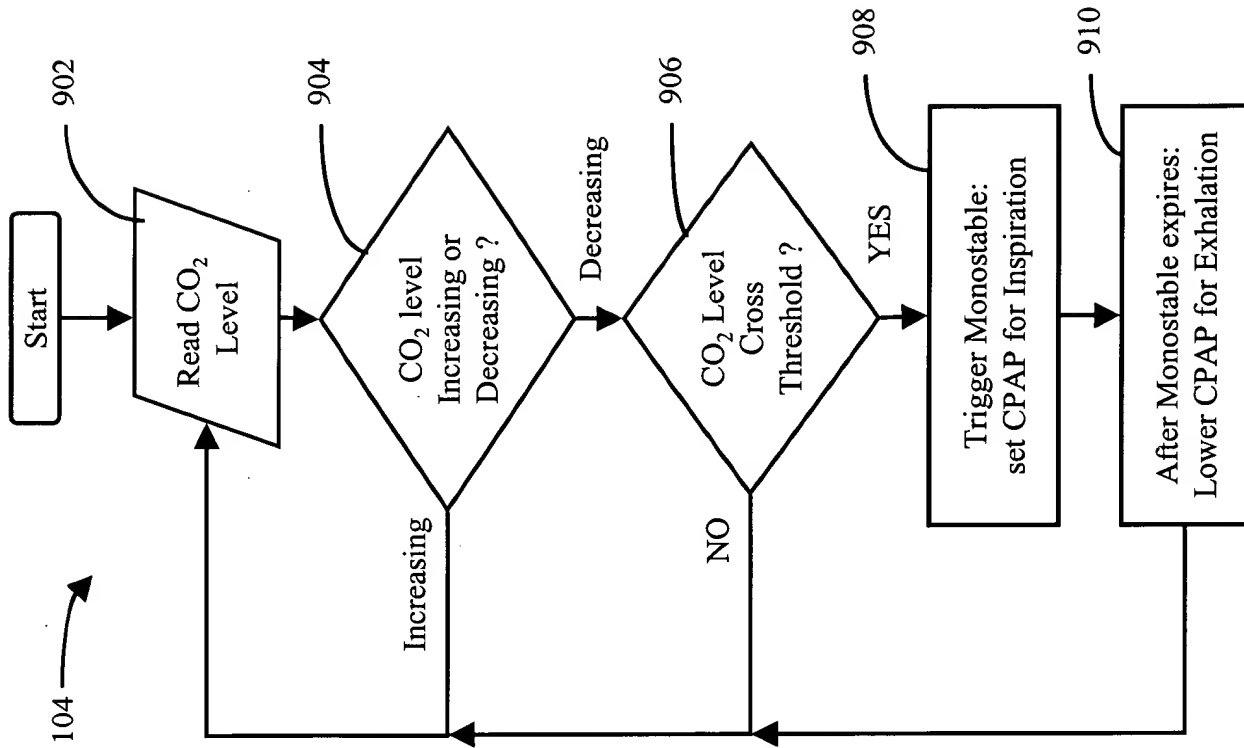 104
Start
902
Read CO2
Level
904
CO2 level
Increasing or
Decreasing ?
Increasing
Decreasing
906
CO2 Level
Cross
Threshold ?
NO
YES
908
Trigger Monostable:
set CPAP for Inspiration
910
After Monostable expires:
Lower CPAP for Exhalation